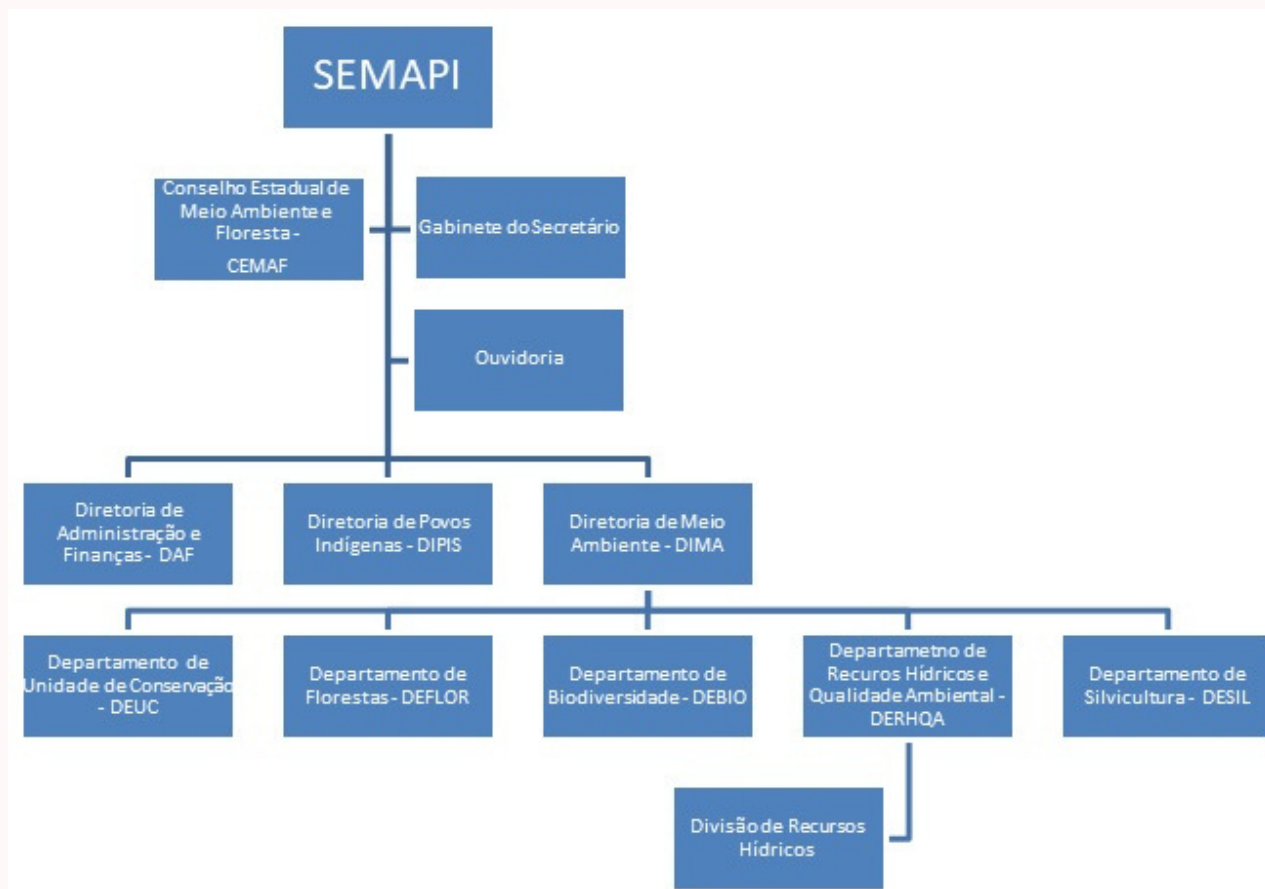 SEMAPI
Conselho Estadual de
Meio Ambiente e
Floresta -
CEMAF
Gabinete do Secretário
Ouvidoria
Diretoria de
Administração e
Finanças - DAF
Diretoria de Povos
Indígenas - DIPIS
Diretoria de Meio
Ambiente - DIMA
Departamento de
Unidade de Conservação
- DEUC
Departamento de
Florestas - DEFLOR
Departamento de
Biodiversidade - DEBIO
Departametno de
Recuros Hídricos e
Qualidade Ambiental -
DERHQA
Departamento de
Silvicultura - DESIL
Divisão de Recursos
Hídricos